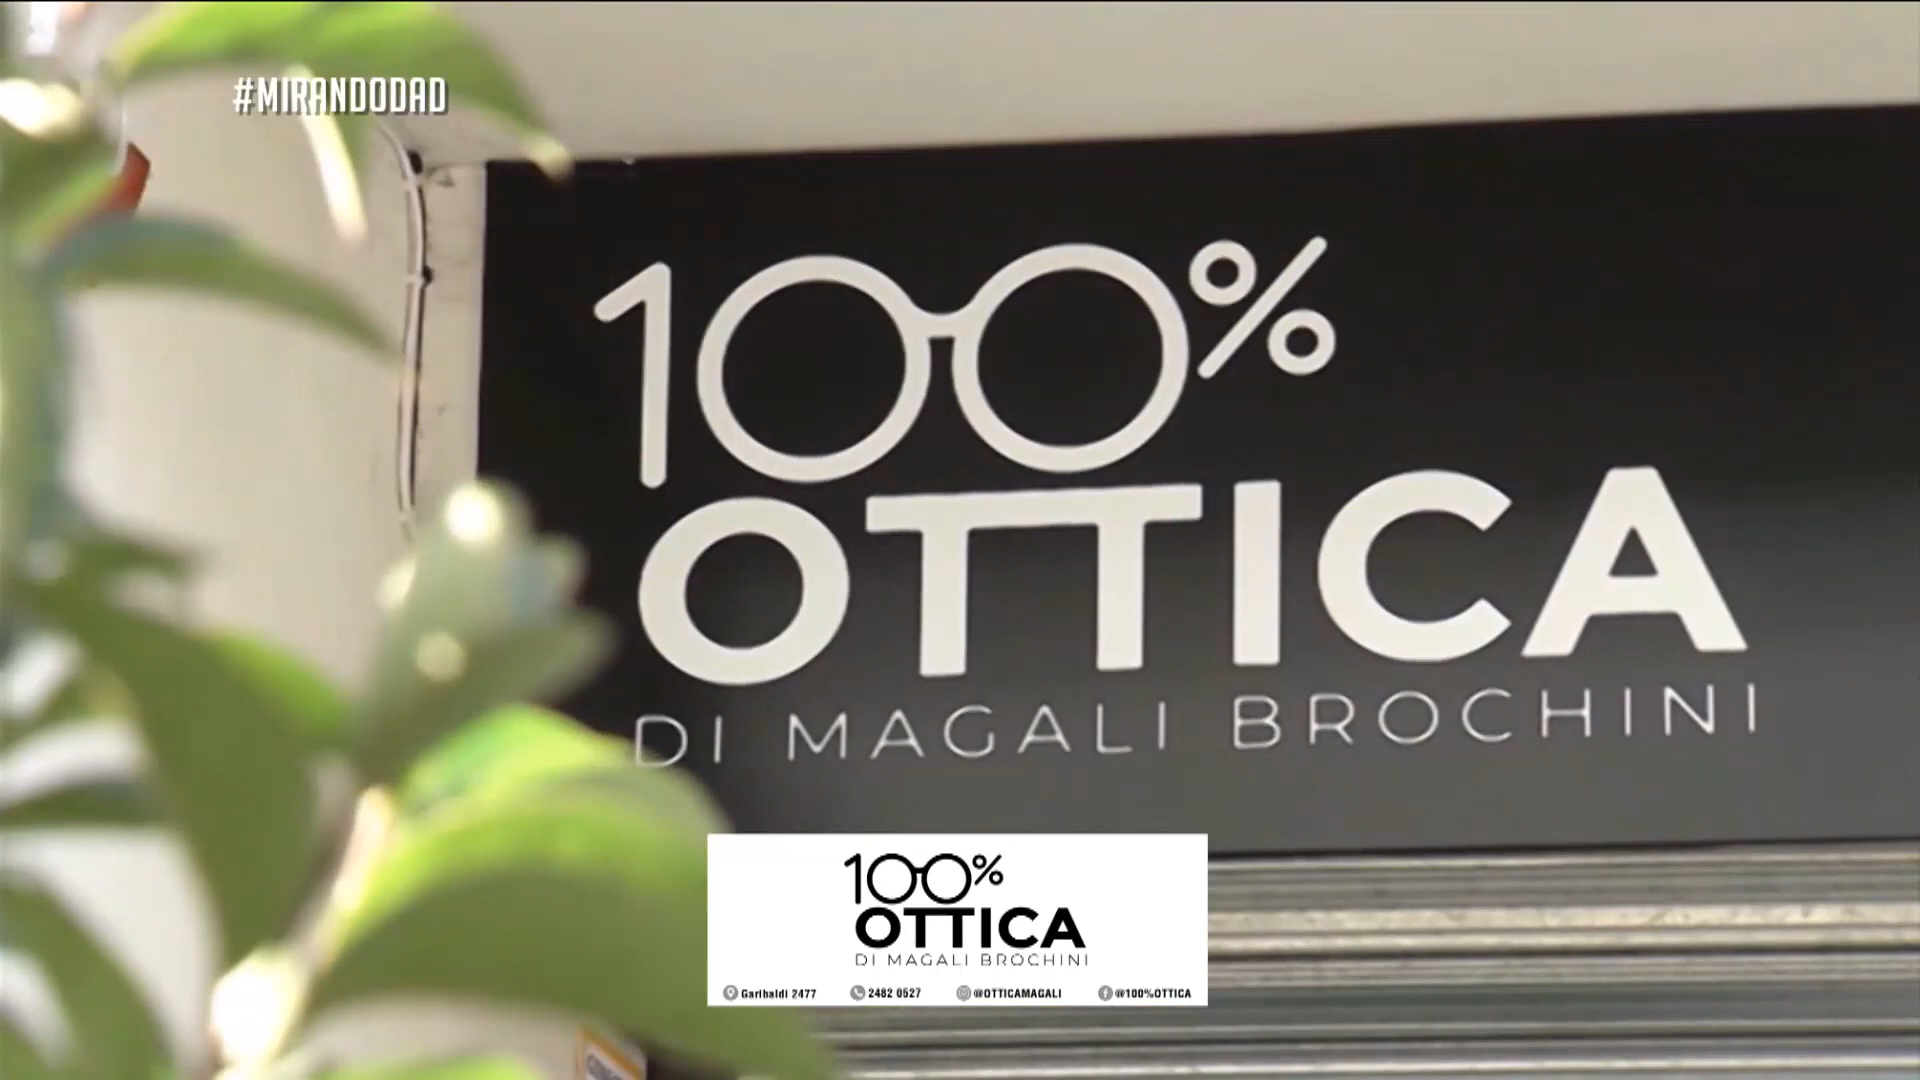 #MIRANDODAD
100%
OTTICA
DI MAGALI BROCHINI
100%
OTTICA
DI MAGALI BROCHINI
Garibaldi 2477
2482 0527
@OTTICAMAGALI
@100%OTTICA